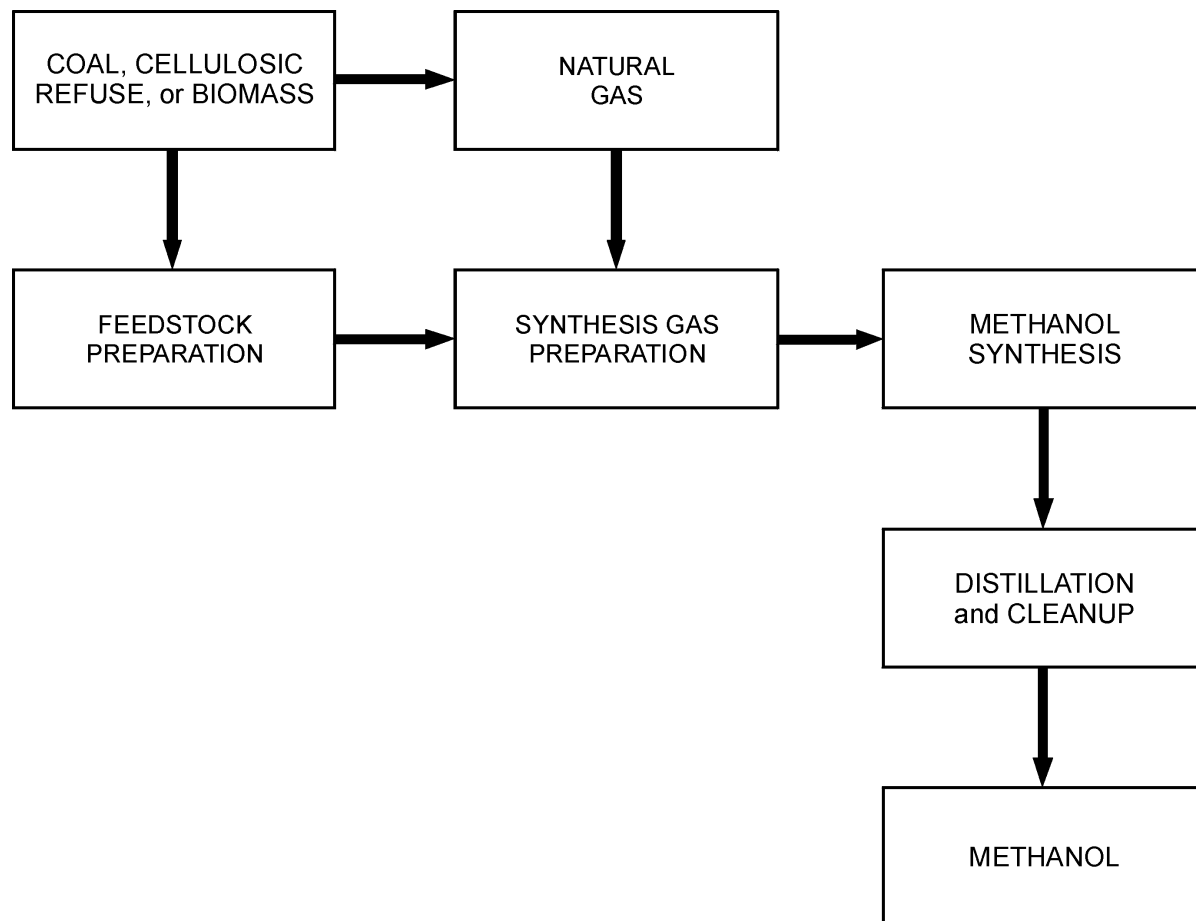 COAL, CELLULOSIC
REFUSE, or BIOMASS
NATURAL
GAS
FEEDSTOCK
PREPARATION
SYNTHESIS GAS
PREPARATION
METHANOL
SYNTHESIS
DISTILLATION
and CLEANUP
METHANOL